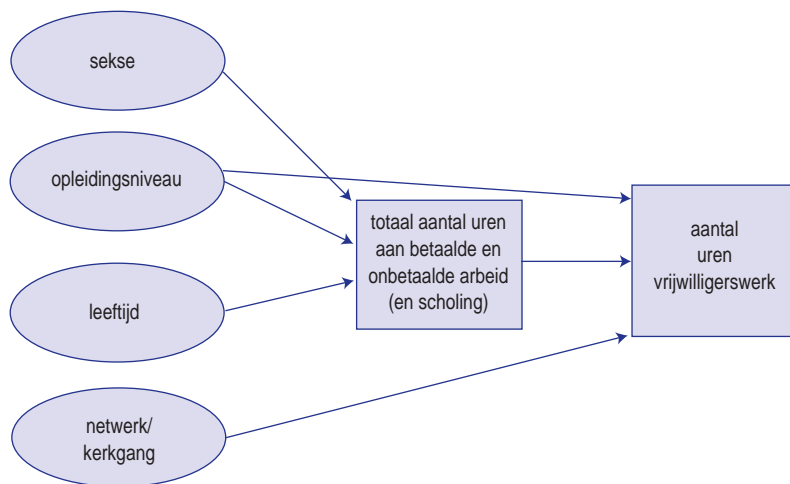 sekse
opleidingsniveau
leeftijd
netwerk/
kerkgang
totaal aantal uren
aan betaalde en
onbetaalde arbeid
(en scholing)
aantal
uren
vrijwilligerswerk